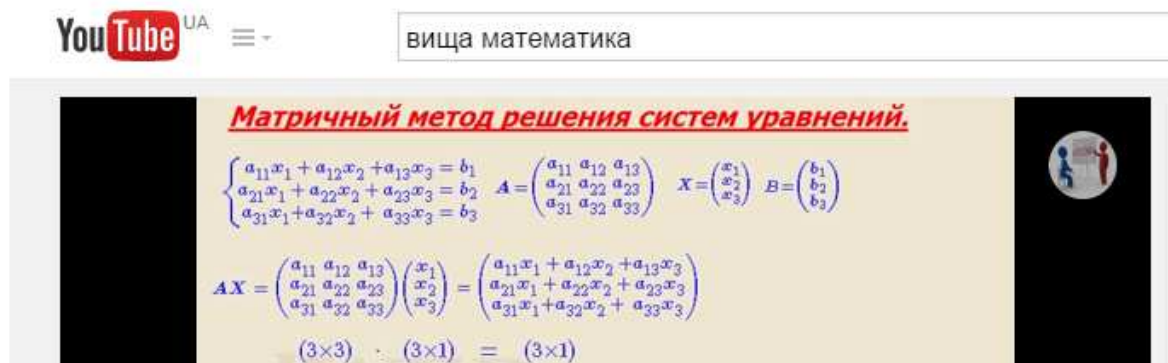 YouTube UA
вища математика
Матричный метод решения систем уравнений.
a₁₁x₁ + a₁₂x₂ +a₁₃x₃ = b₁
a₂₁x₁ + a₂₂x₂ + a₂₃x₃ = b₂
a₃₁x₁+a₃₂x₂ + a₃₃x₃ = b₃
A = (a₁₁ a₁₂ a₁₃
a₂₁ a₂₂ a₂₃
a₃₁ a₃₂ a₃₃)
X = (x₁
x₂
x₃)
B = (b₁
b₂
b₃)
AX = (a₁₁ a₁₂ a₁₃
a₂₁ a₂₂ a₂₃
a₃₁ a₃₂ a₃₃)
(x₁
x₂
x₃) =
(a₁₁x₁ + a₁₂x₂ +a₁₃x₃
a₂₁x₁ + a₂₂x₂ + a₂₃x₃
a₃₁x₁+a₃₂x₂ + a₃₃x₃)
(3×3) · (3×1) = (3×1)